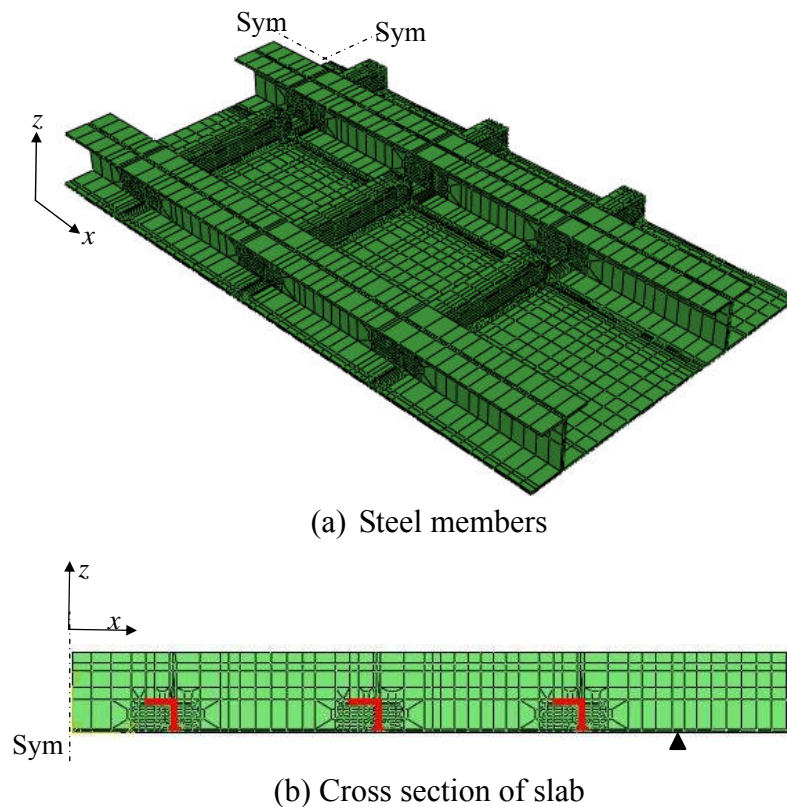 Sym
Sym
z
x
(a) Steel members
z
x
Sym
(b) Cross section of slab